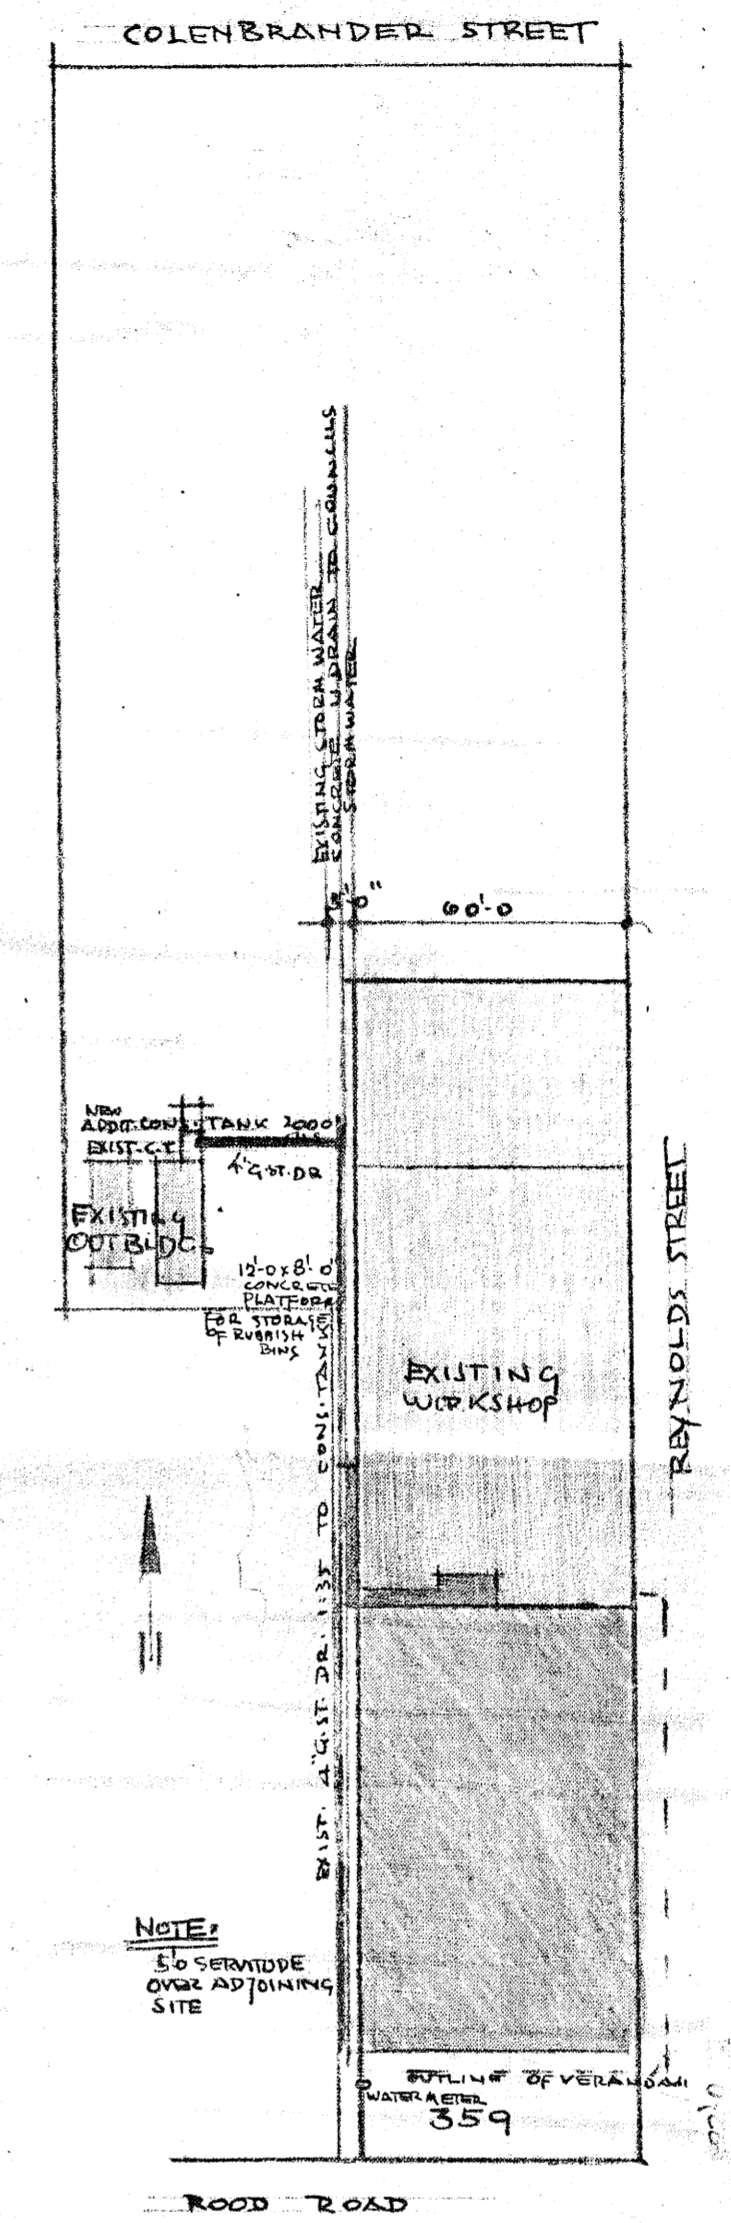 COLENBRANDER STREET
EXISTING STORM WATER
CONCRETE U DRAIN TO COUNCILS
STORM WATER
5'-0"
60'-0
NEW
ADDIT. CONS. TANK 2000
EXIST. C.T.
4" G. ST. DR
EXISTING
OUTBLDG.
12'-0 x 8'-0
CONCRETE
PLATFORM
FOR STORAGE
OF RUBBISH
BINS
EXISTING
WORKSHOP
REYNOLDS STREET
EXIST. 4" G. ST. DR. 1:35 TO CONS. TANK
NOTE:
5'0 SERVITUDE
OVER ADJOINING
SITE
OUTLINE OF VERANDAH
WATER METER
359
ROOD ROAD